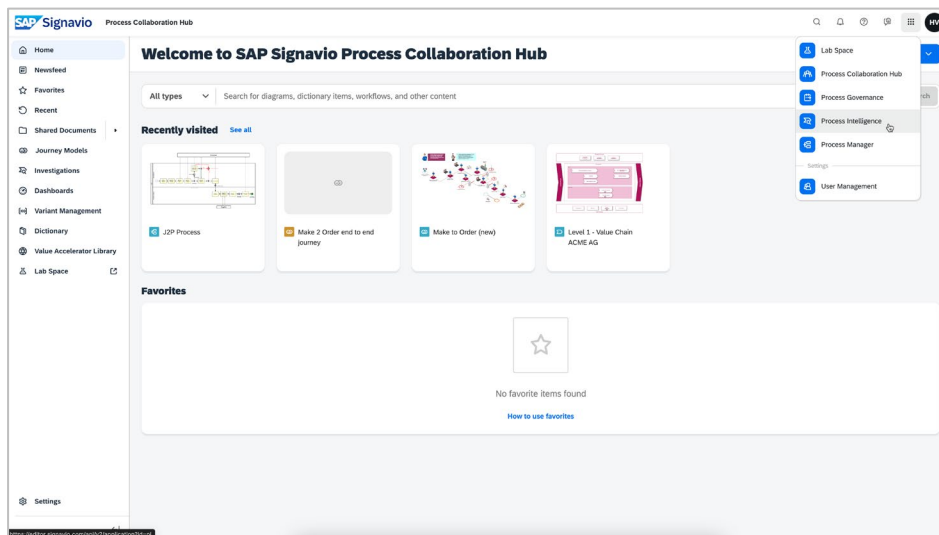 SAP Signavio Process Collaboration Hub
HV
Home
Newsfeed
Favorites
Recent
Shared Documents
Journey Models
Investigations
Dashboards
Variant Management
Dictionary
Value Accelerator Library
Lab Space
Settings
Welcome to SAP Signavio Process Collaboration Hub
All types
Search for diagrams, dictionary items, workflows, and other content
rch
Recently visited See all
J2P Process
Make 2 Order end to end
journey
Make to Order (new)
Level 1 - Value Chain
ACME AG
Favorites
No favorite items found
How to use favorites
Lab Space
Process Collaboration Hub
Process Governance
Process Intelligence
Process Manager
Settings
User Management